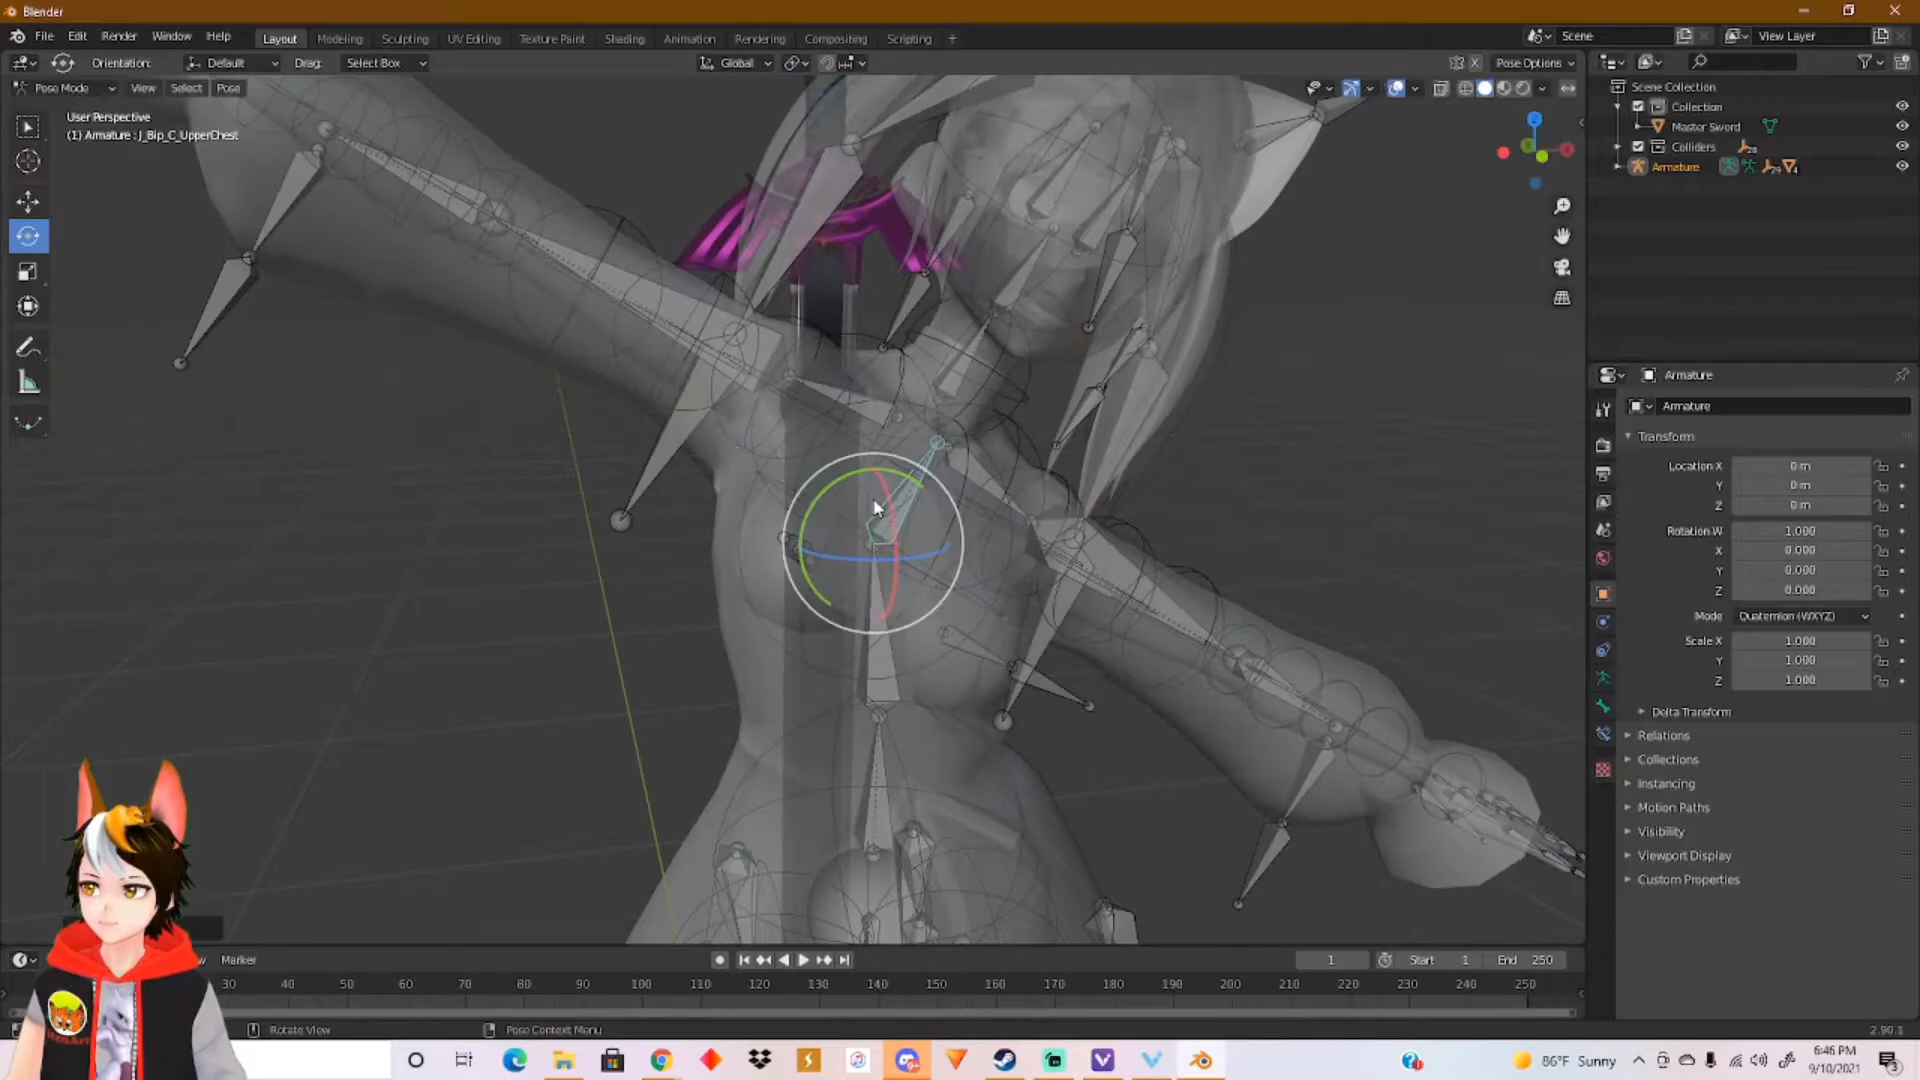 Blender
File Edit Render Window Help Layout Modeling Sculpting UV Editing Texture Paint Shading Animation Rendering Compositing Scripting + Scene View Layer
Orientation: Default Drag: Select Box Global Pose Options
Pose Mode View Select Pose
User Perspective
(1) Armature : J_Bip_C_UpperChest
Scene Collection
Collection
Master Sword
Colliders 28
Armature 29 4
Armature
Armature
Transform
Location X 0 m
Y 0 m
Z 0 m
Rotation W 1.000
X 0.000
Y 0.000
Z 0.000
Mode Quaternion (WXYZ)
Scale X 1.000
Y 1.000
Z 1.000
Delta Transform
Relations
Collections
Instancing
Motion Paths
Visibility
Viewport Display
Custom Properties
Marker 1 Start 1 End 250
30 40 50 60 70 80 90 100 110 120 130 140 150 160 170 180 190 200 210 220 230 240 250
Rotate View Pose Context Menu 2.90.1
86°F Sunny 6:46 PM
9/10/2021